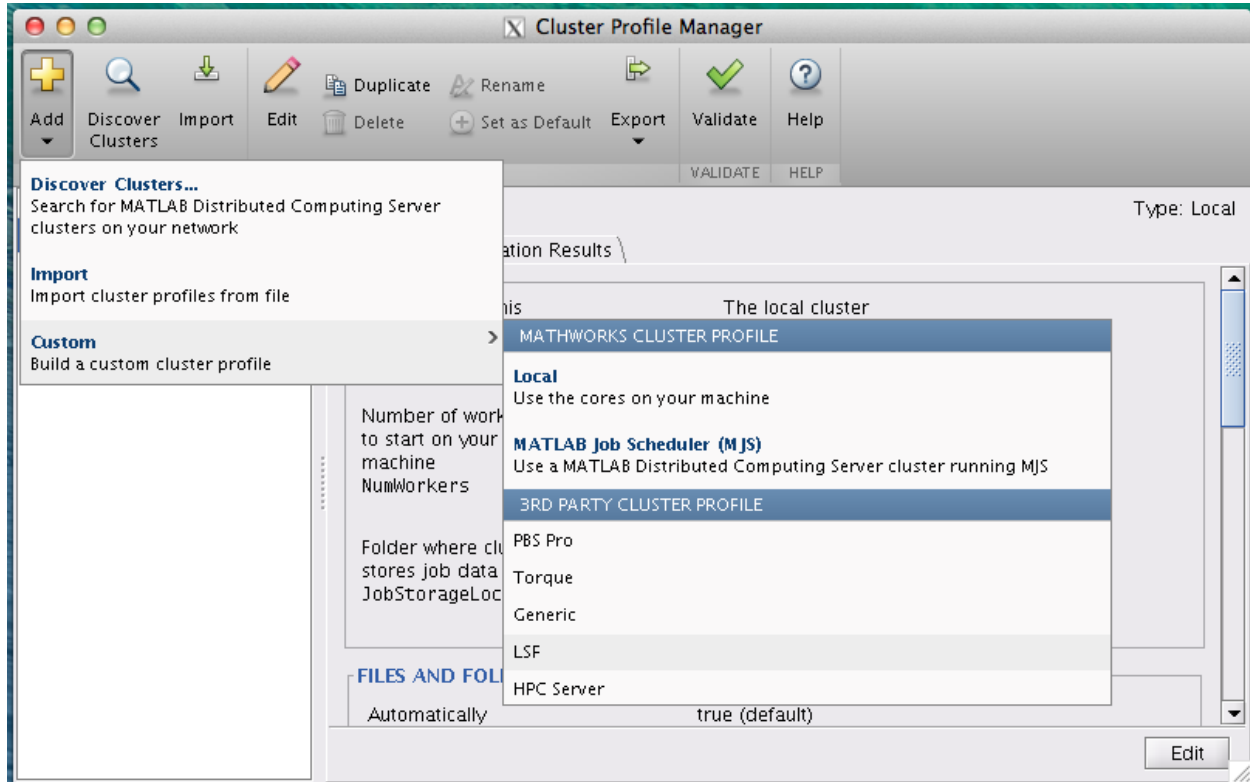 Cluster Profile Manager
Add
Discover Clusters
Import
Edit
Duplicate
Delete
Rename
Set as Default
Export
Validate
Help
VALIDATE
HELP
Discover Clusters...
Search for MATLAB Distributed Computing Server
clusters on your network
Import
Import cluster profiles from file
Custom
Build a custom cluster profile
Type: Local
Results
The local cluster
MATHWORKS CLUSTER PROFILE
Local
Use the cores on your machine
MATLAB Job Scheduler (MJS)
Use a MATLAB Distributed Computing Server cluster running MJS
3RD PARTY CLUSTER PROFILE
PBS Pro
Torque
Generic
LSF
HPC Server
Number of work
to start on your
machine
NumWorkers
Folder where clu
stores job data
JobStorageLoc
FILES AND FOL
Automatically
true (default)
Edit